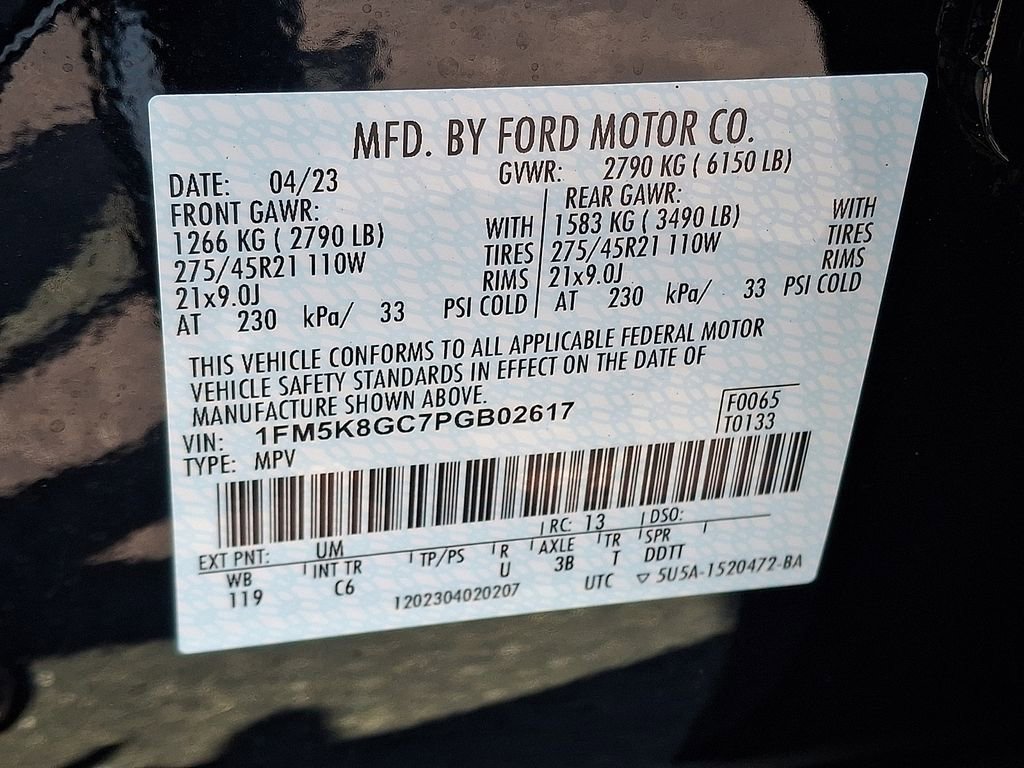 MFD. BY FORD MOTOR CO.
DATE: 04/23 GVWR: 2790 KG ( 6150 LB)
FRONT GAWR: REAR GAWR:
1266 KG ( 2790 LB) WITH 1583 KG ( 3490 LB) WITH
275/45R21 110W TIRES 275/45R21 110W TIRES
21x9.0J RIMS 21x9.0J RIMS
AT 230 kPa/ 33 PSI COLD AT 230 kPa/ 33 PSI COLD
THIS VEHICLE CONFORMS TO ALL APPLICABLE FEDERAL MOTOR
VEHICLE SAFETY STANDARDS IN EFFECT ON THE DATE OF
MANUFACTURE SHOWN ABOVE.
VIN: 1FM5K8GC7PGB02617 F0065
TYPE: MPV T0133
EXT PNT: UM RC: 13 DSO:
WB INT TR TP/PS R AXLE TR SPR
119 C6 U 3B T DDTT
1202304020207 UTC ▽ 5U5A-1520472-BA